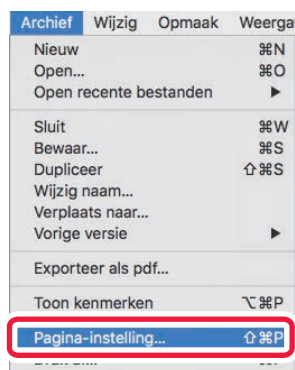 Archief Wijzig Opmaak Weerga
Nieuw ⌘N
Open... ⌘O
Open recente bestanden ▶
Sluit ⌘W
Bewaar... ⌘S
Dupliceer ⇧⌘S
Wijzig naam...
Verplaats naar...
Vorige versie ▶
Exporteer als pdf...
Toon kenmerken ⌥⌘P
Pagina-instelling... ⇧⌘P